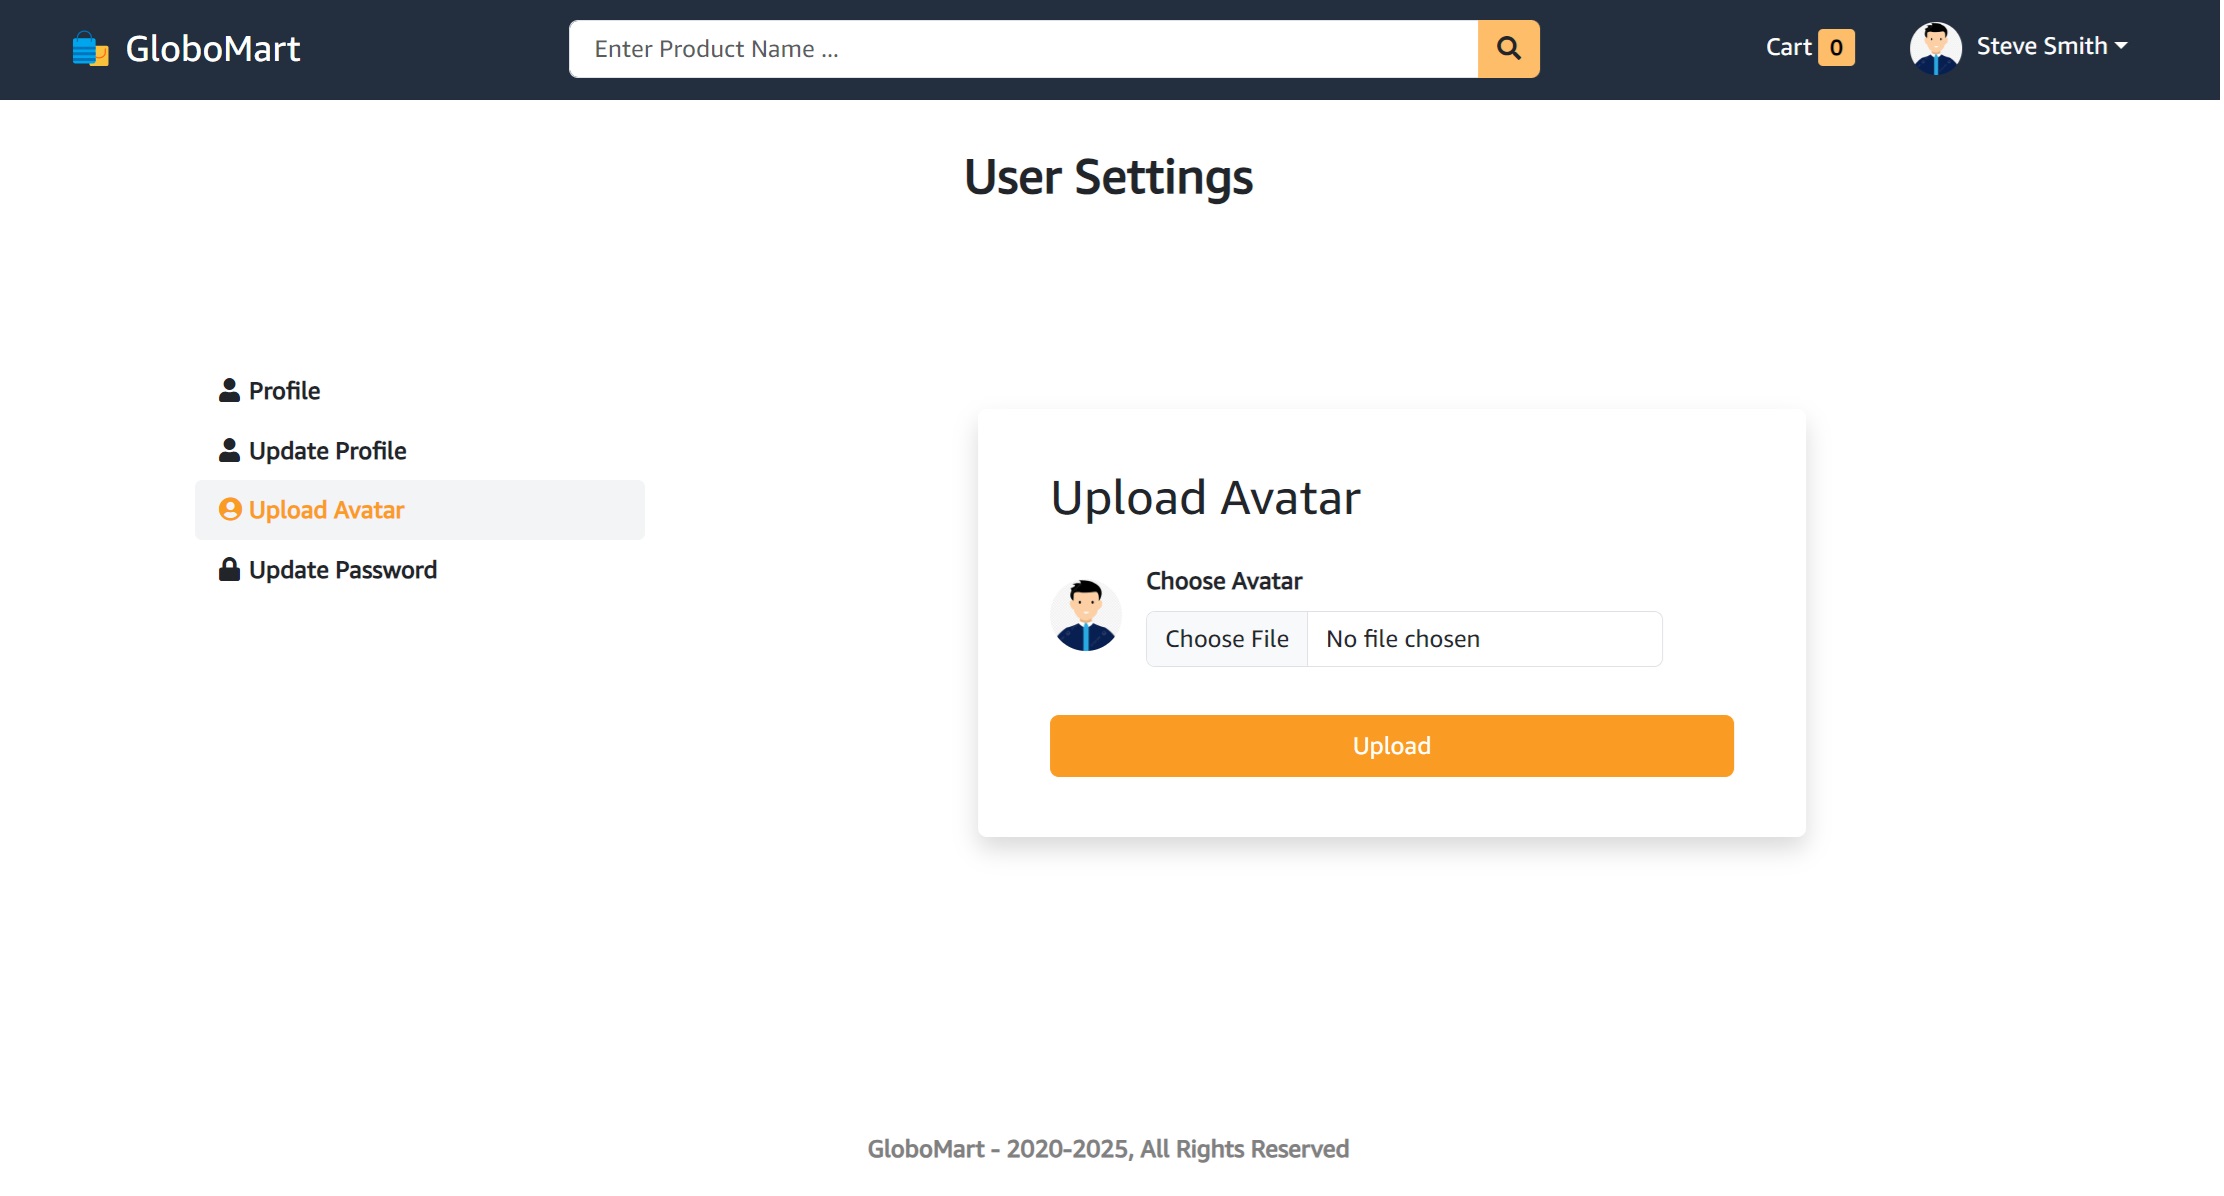 GloboMart
Enter Product Name ...
Cart 0
Steve Smith
User Settings
Profile
Update Profile
Upload Avatar
Update Password
Upload Avatar
Choose Avatar
Choose File No file chosen
Upload
GloboMart - 2020-2025, All Rights Reserved